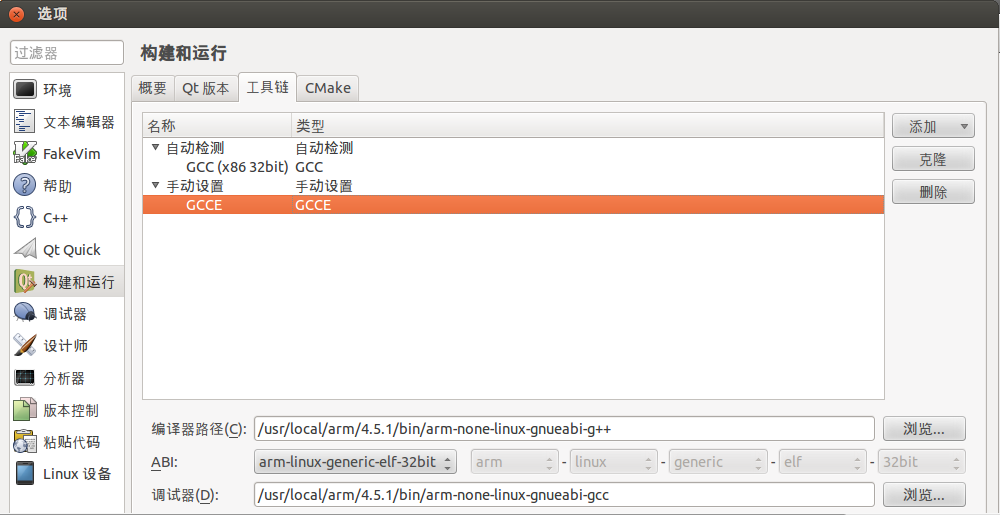 选项
过滤器
环境
文本编辑器
FakeVim
帮助
C++
Qt Quick
构建和运行
调试器
设计师
分析器
版本控制
粘贴代码
Linux 设备
构建和运行
概要 Qt 版本 工具链 CMake
名称 类型
自动检测 自动检测
GCC (x86 32bit) GCC
手动设置 手动设置
GCCE GCCE
添加
克隆
删除
编译器路径(C): /usr/local/arm/4.5.1/bin/arm-none-linux-gnueabi-g++ 浏览...
ABI: arm-linux-generic-elf-32bit arm - linux - generic - elf - 32bit
调试器(D): /usr/local/arm/4.5.1/bin/arm-none-linux-gnueabi-gcc 浏览...